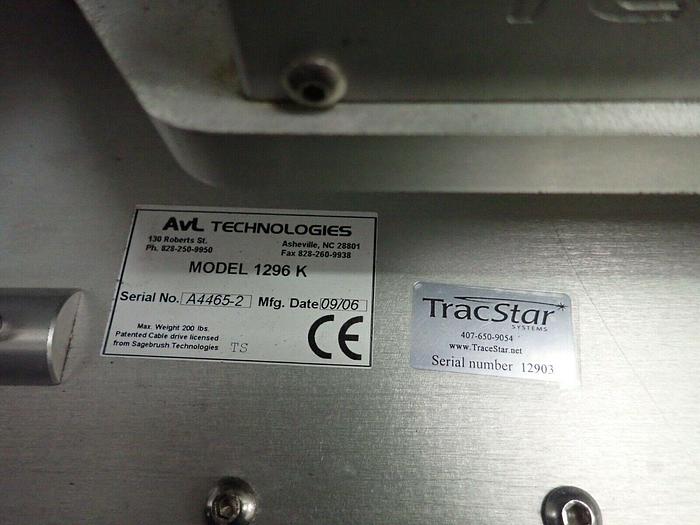 AvL TECHNOLOGIES
130 Roberts St. Asheville, NC 28801
Ph. 828-250-9950 Fax 828-260-9938
MODEL 1296 K
Serial No. A4465-2 Mfg. Date 09/06
Max. Weight 200 lbs.
Patented Cable drive licensed
from Sagebrush Technologies TS
CE
TracStar
SYSTEMS
407-650-9054
www.TraceStar.net
Serial number 12903